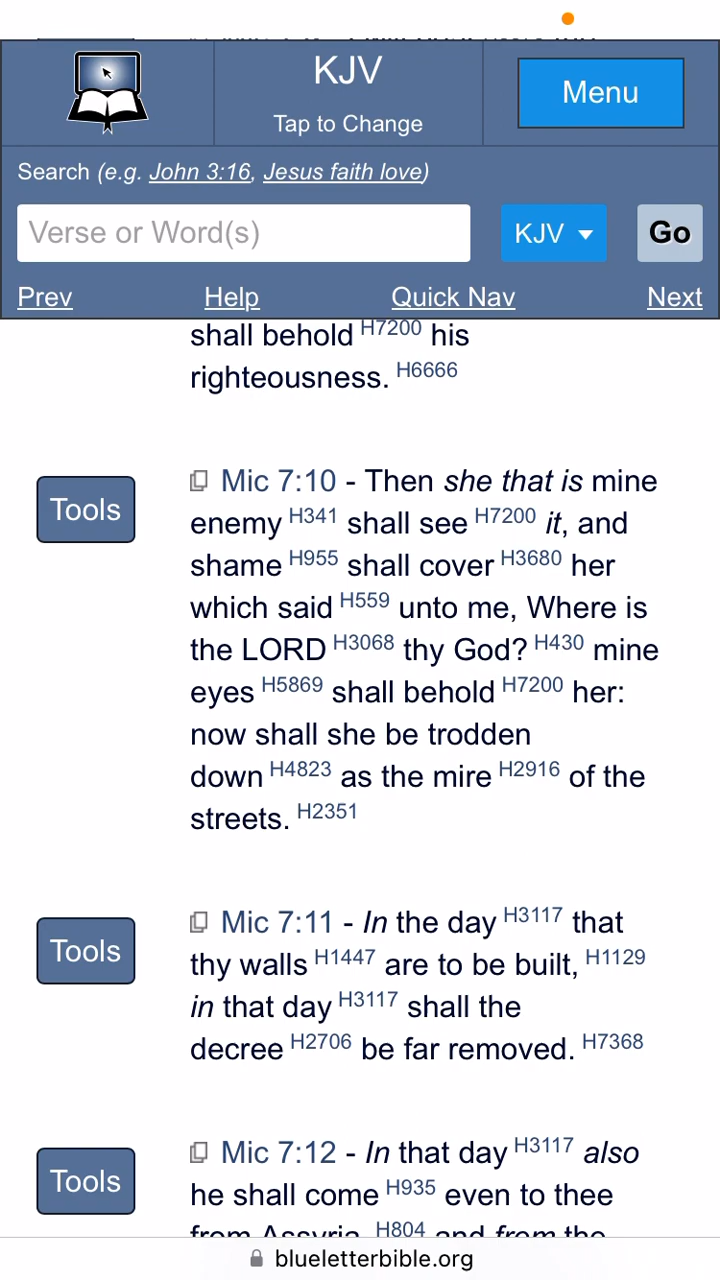 KJV
Tap to Change
Menu
Search (e.g. John 3:16, Jesus faith love)
Verse or Word(s)
KJV
Go
Prev Help Quick Nav Next
shall behold H7200 his
righteousness. H6666
Tools
Mic 7:10 - Then she that is mine
enemy H341 shall see H7200 it, and
shame H955 shall cover H3680 her
which said H559 unto me, Where is
the LORD H3068 thy God? H430 mine
eyes H5869 shall behold H7200 her:
now shall she be trodden
down H4823 as the mire H2916 of the
streets. H2351
Tools
Mic 7:11 - In the day H3117 that
thy walls H1447 are to be built, H1129
in that day H3117 shall the
decree H2706 be far removed. H7368
Tools
Mic 7:12 - In that day H3117 also
he shall come H935 even to thee
from Assyria, H804 and from the
blueletterbible.org